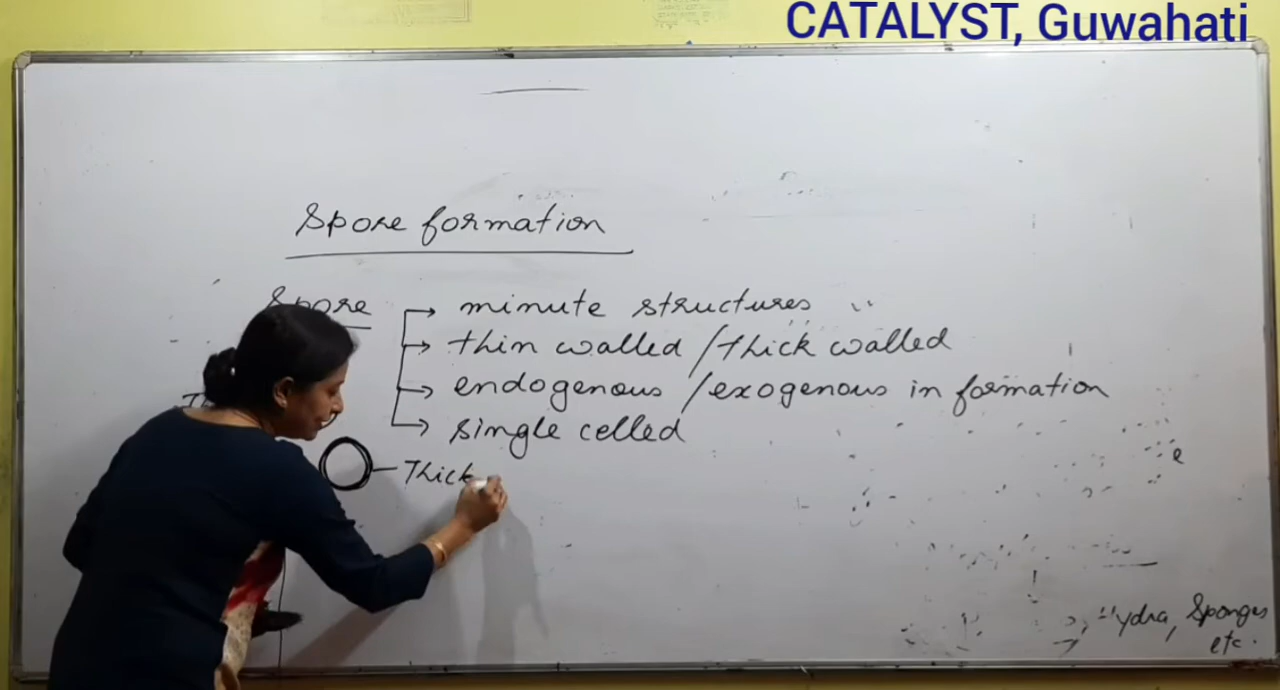 CATALYST, Guwahati
Spore formation
Spore
minute structures
thin walled / thick walled
endogenous / exogenous in formation
single celled
Thick
Hydra, Sponges
etc.